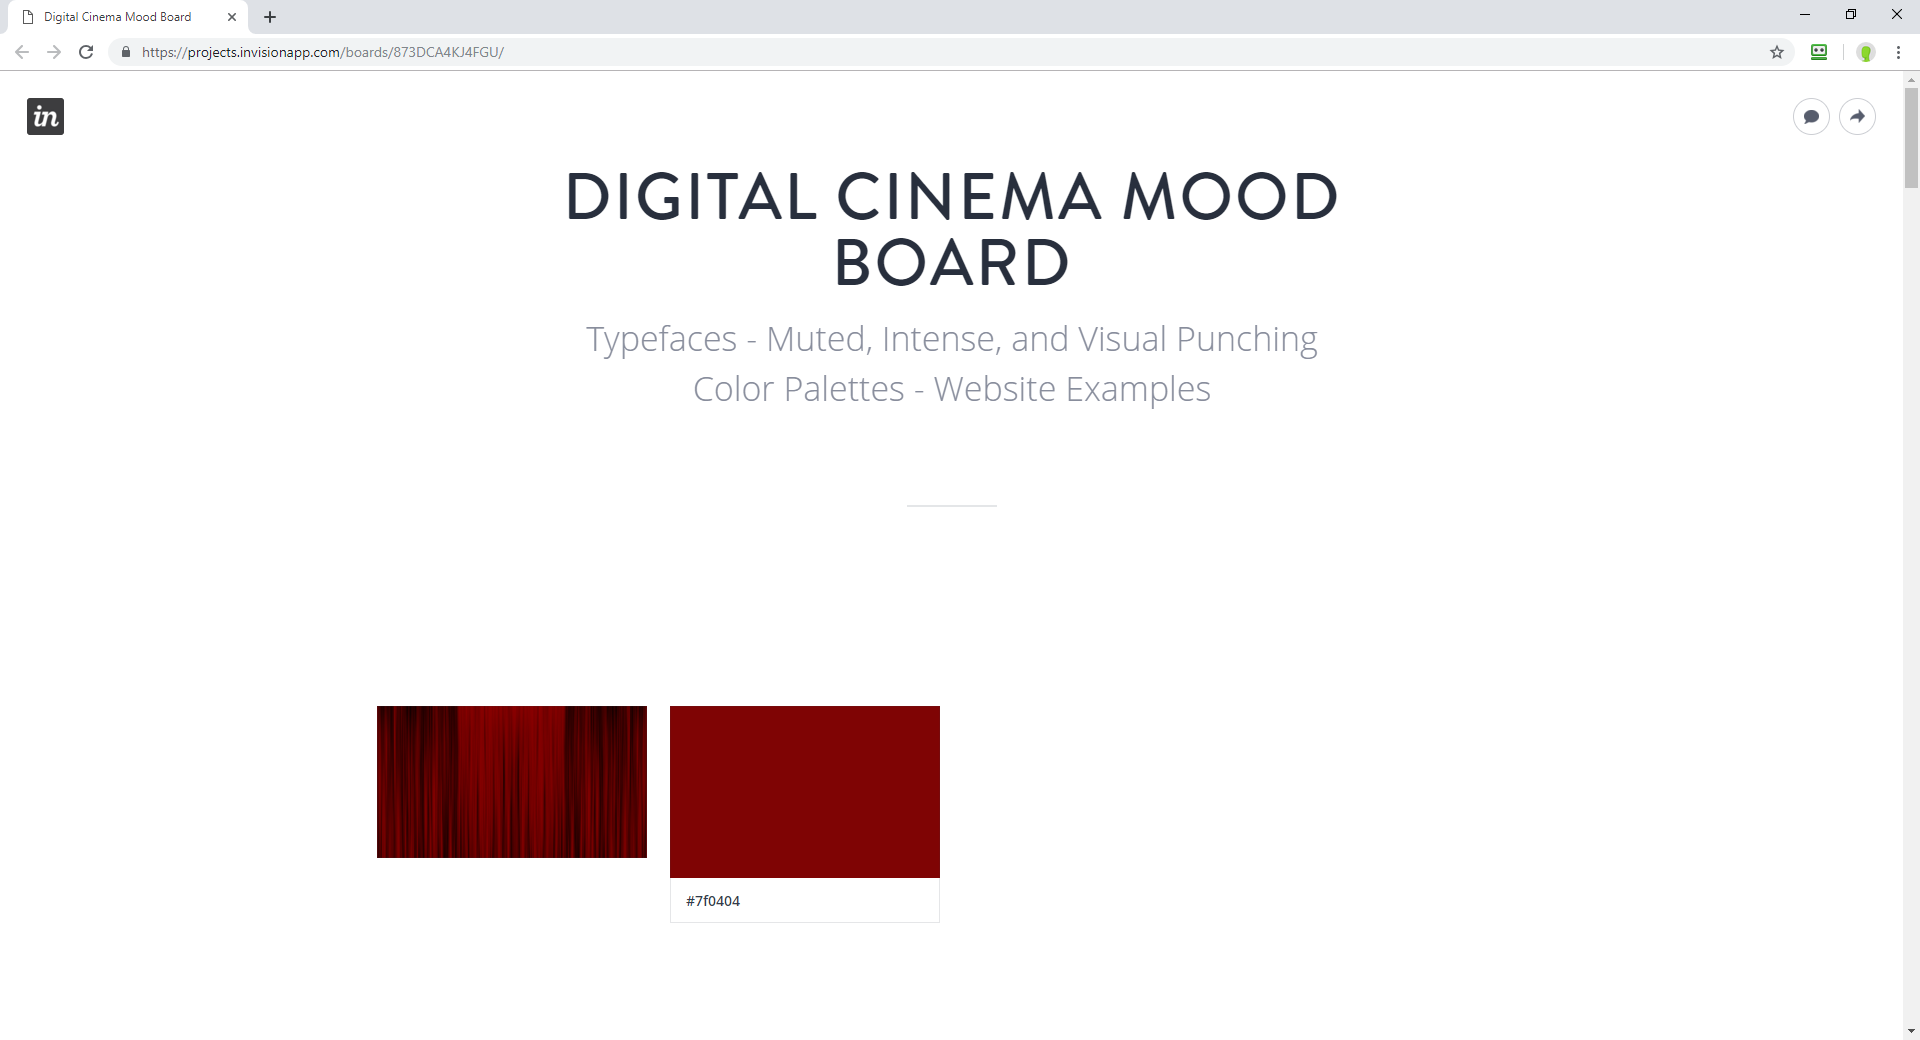 Digital Cinema Mood Board
https://projects.invisionapp.com/boards/873DCA4KJ4FGU/
in
DIGITAL CINEMA MOOD
BOARD
Typefaces - Muted, Intense, and Visual Punching
Color Palettes - Website Examples
#7f0404